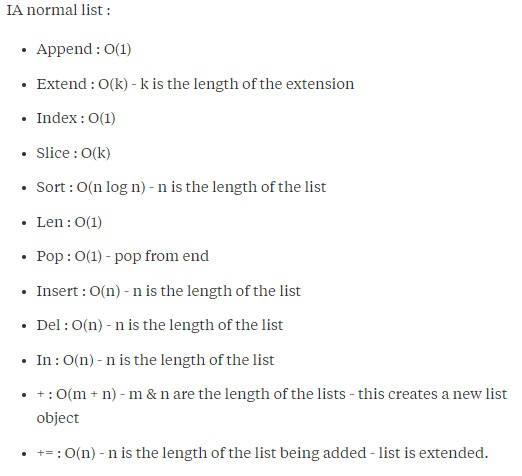 IA normal list :
• Append : O(1)
• Extend : O(k) - k is the length of the extension
• Index : O(1)
• Slice : O(k)
• Sort : O(n log n) - n is the length of the list
• Len : O(1)
• Pop : O(1) - pop from end
• Insert : O(n) - n is the length of the list
• Del : O(n) - n is the length of the list
• In : O(n) - n is the length of the list
• + : O(m + n) - m & n are the length of the lists - this creates a new list
object
• += : O(n) - n is the length of the list being added - list is extended.